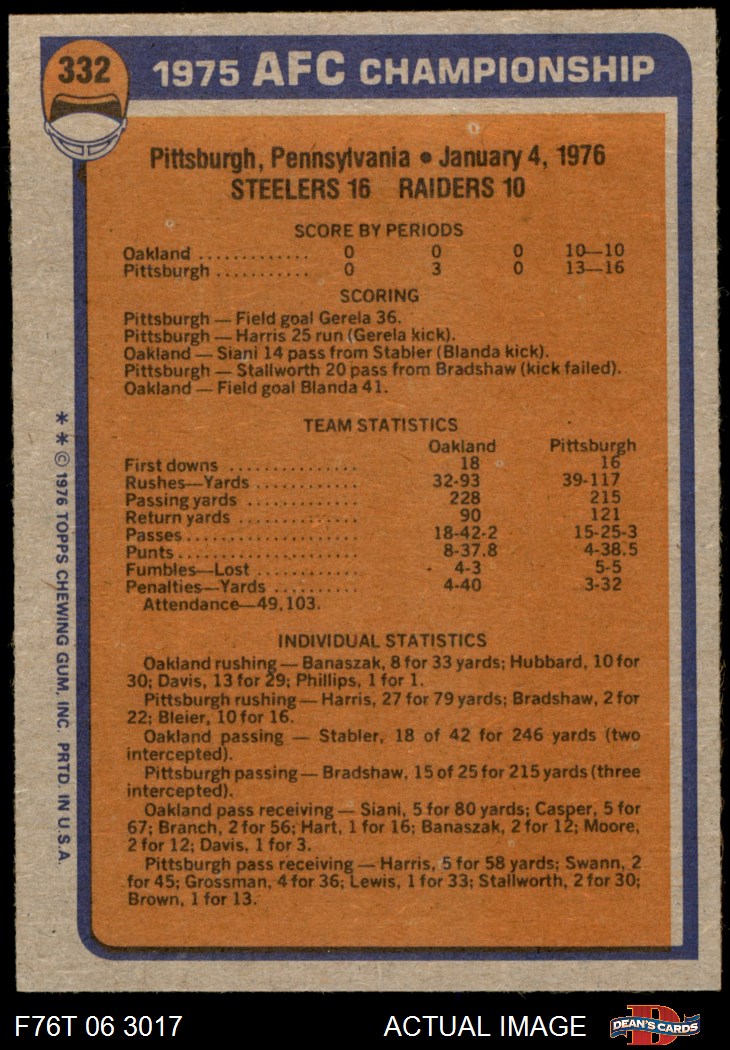 332
1975 AFC CHAMPIONSHIP
Pittsburgh, Pennsylvania • January 4, 1976
STEELERS 16 RAIDERS 10
SCORE BY PERIODS
Oakland ............. 0 0 0 10—10
Pittsburgh ........... 0 3 0 13—16
SCORING
Pittsburgh — Field goal Gerela 36.
Pittsburgh — Harris 25 run (Gerela kick).
Oakland — Siani 14 pass from Stabler (Blanda kick).
Pittsburgh — Stallworth 20 pass from Bradshaw (kick failed).
Oakland — Field goal Blanda 41.
TEAM STATISTICS
Oakland Pittsburgh
First downs ............... 18 16
Rushes—Yards ............. 32-93 39-117
Passing yards ............. 228 215
Return yards ............. 90 121
Passes .................... 18-42-2 15-25-3
Punts ..................... 8-37.8 4-38.5
Fumbles—Lost ............. 4-3 5-5
Penalties—Yards .......... 4-40 3-32
Attendance—49,103.
INDIVIDUAL STATISTICS
Oakland rushing — Banaszak, 8 for 33 yards; Hubbard, 10 for
30; Davis, 13 for 29; Phillips, 1 for 1.
Pittsburgh rushing — Harris, 27 for 79 yards; Bradshaw, 2 for
22; Bleier, 10 for 16.
Oakland passing — Stabler, 18 of 42 for 246 yards (two
intercepted).
Pittsburgh passing — Bradshaw, 15 of 25 for 215 yards (three
intercepted).
Oakland pass receiving — Siani, 5 for 80 yards; Casper, 5 for
67; Branch, 2 for 56; Hart, 1 for 16; Banaszak, 2 for 12; Moore,
2 for 12; Davis, 1 for 3.
Pittsburgh pass receiving — Harris, 5 for 58 yards; Swann, 2
for 45; Grossman, 4 for 36; Lewis, 1 for 33; Stallworth, 2 for 30;
Brown, 1 for 13.
* * © 1976 TOPPS CHEWING GUM, INC. PRTD. IN U.S.A.
F76T 06 3017 ACTUAL IMAGE D DEAN'S CARDS